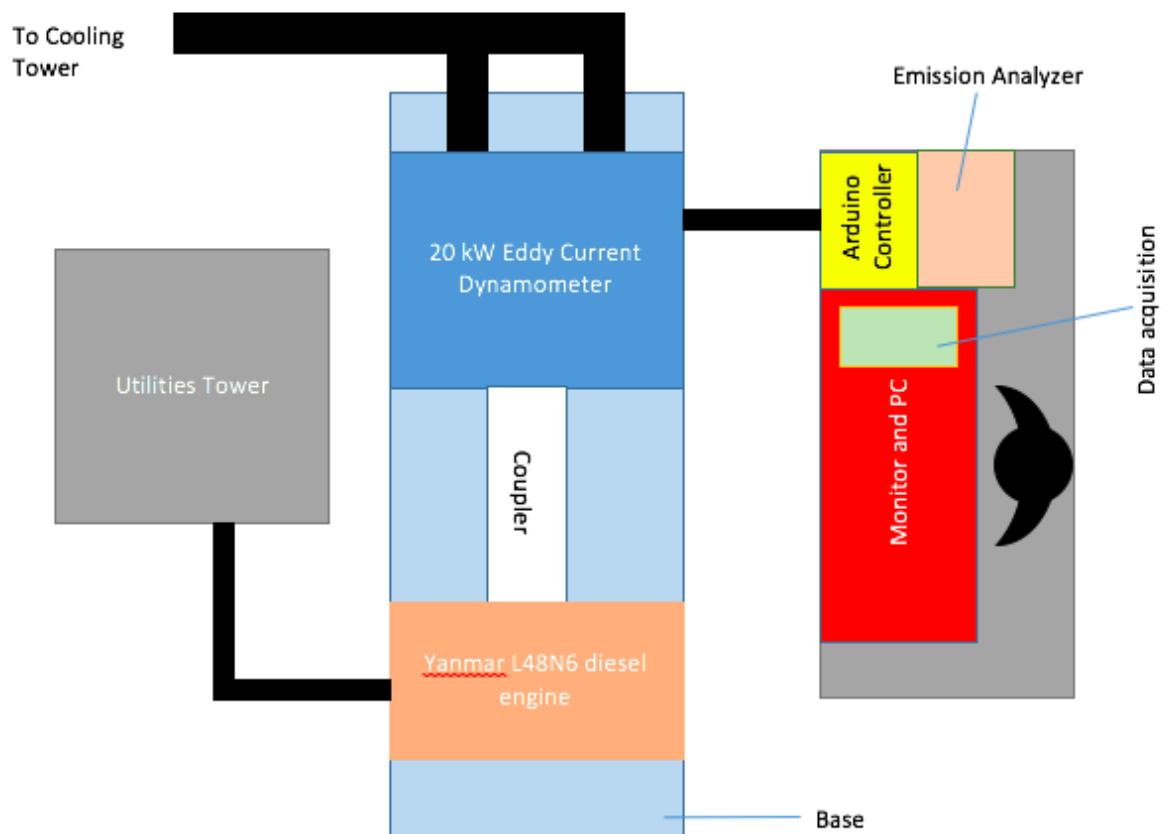 To Cooling
Tower
Emission Analyzer
Arduino
Controller
20 kW Eddy Current
Dynamometer
Data acquisition
Utilities Tower
Monitor and PC
Coupler
Yanmar L48N6 diesel
engine
Base